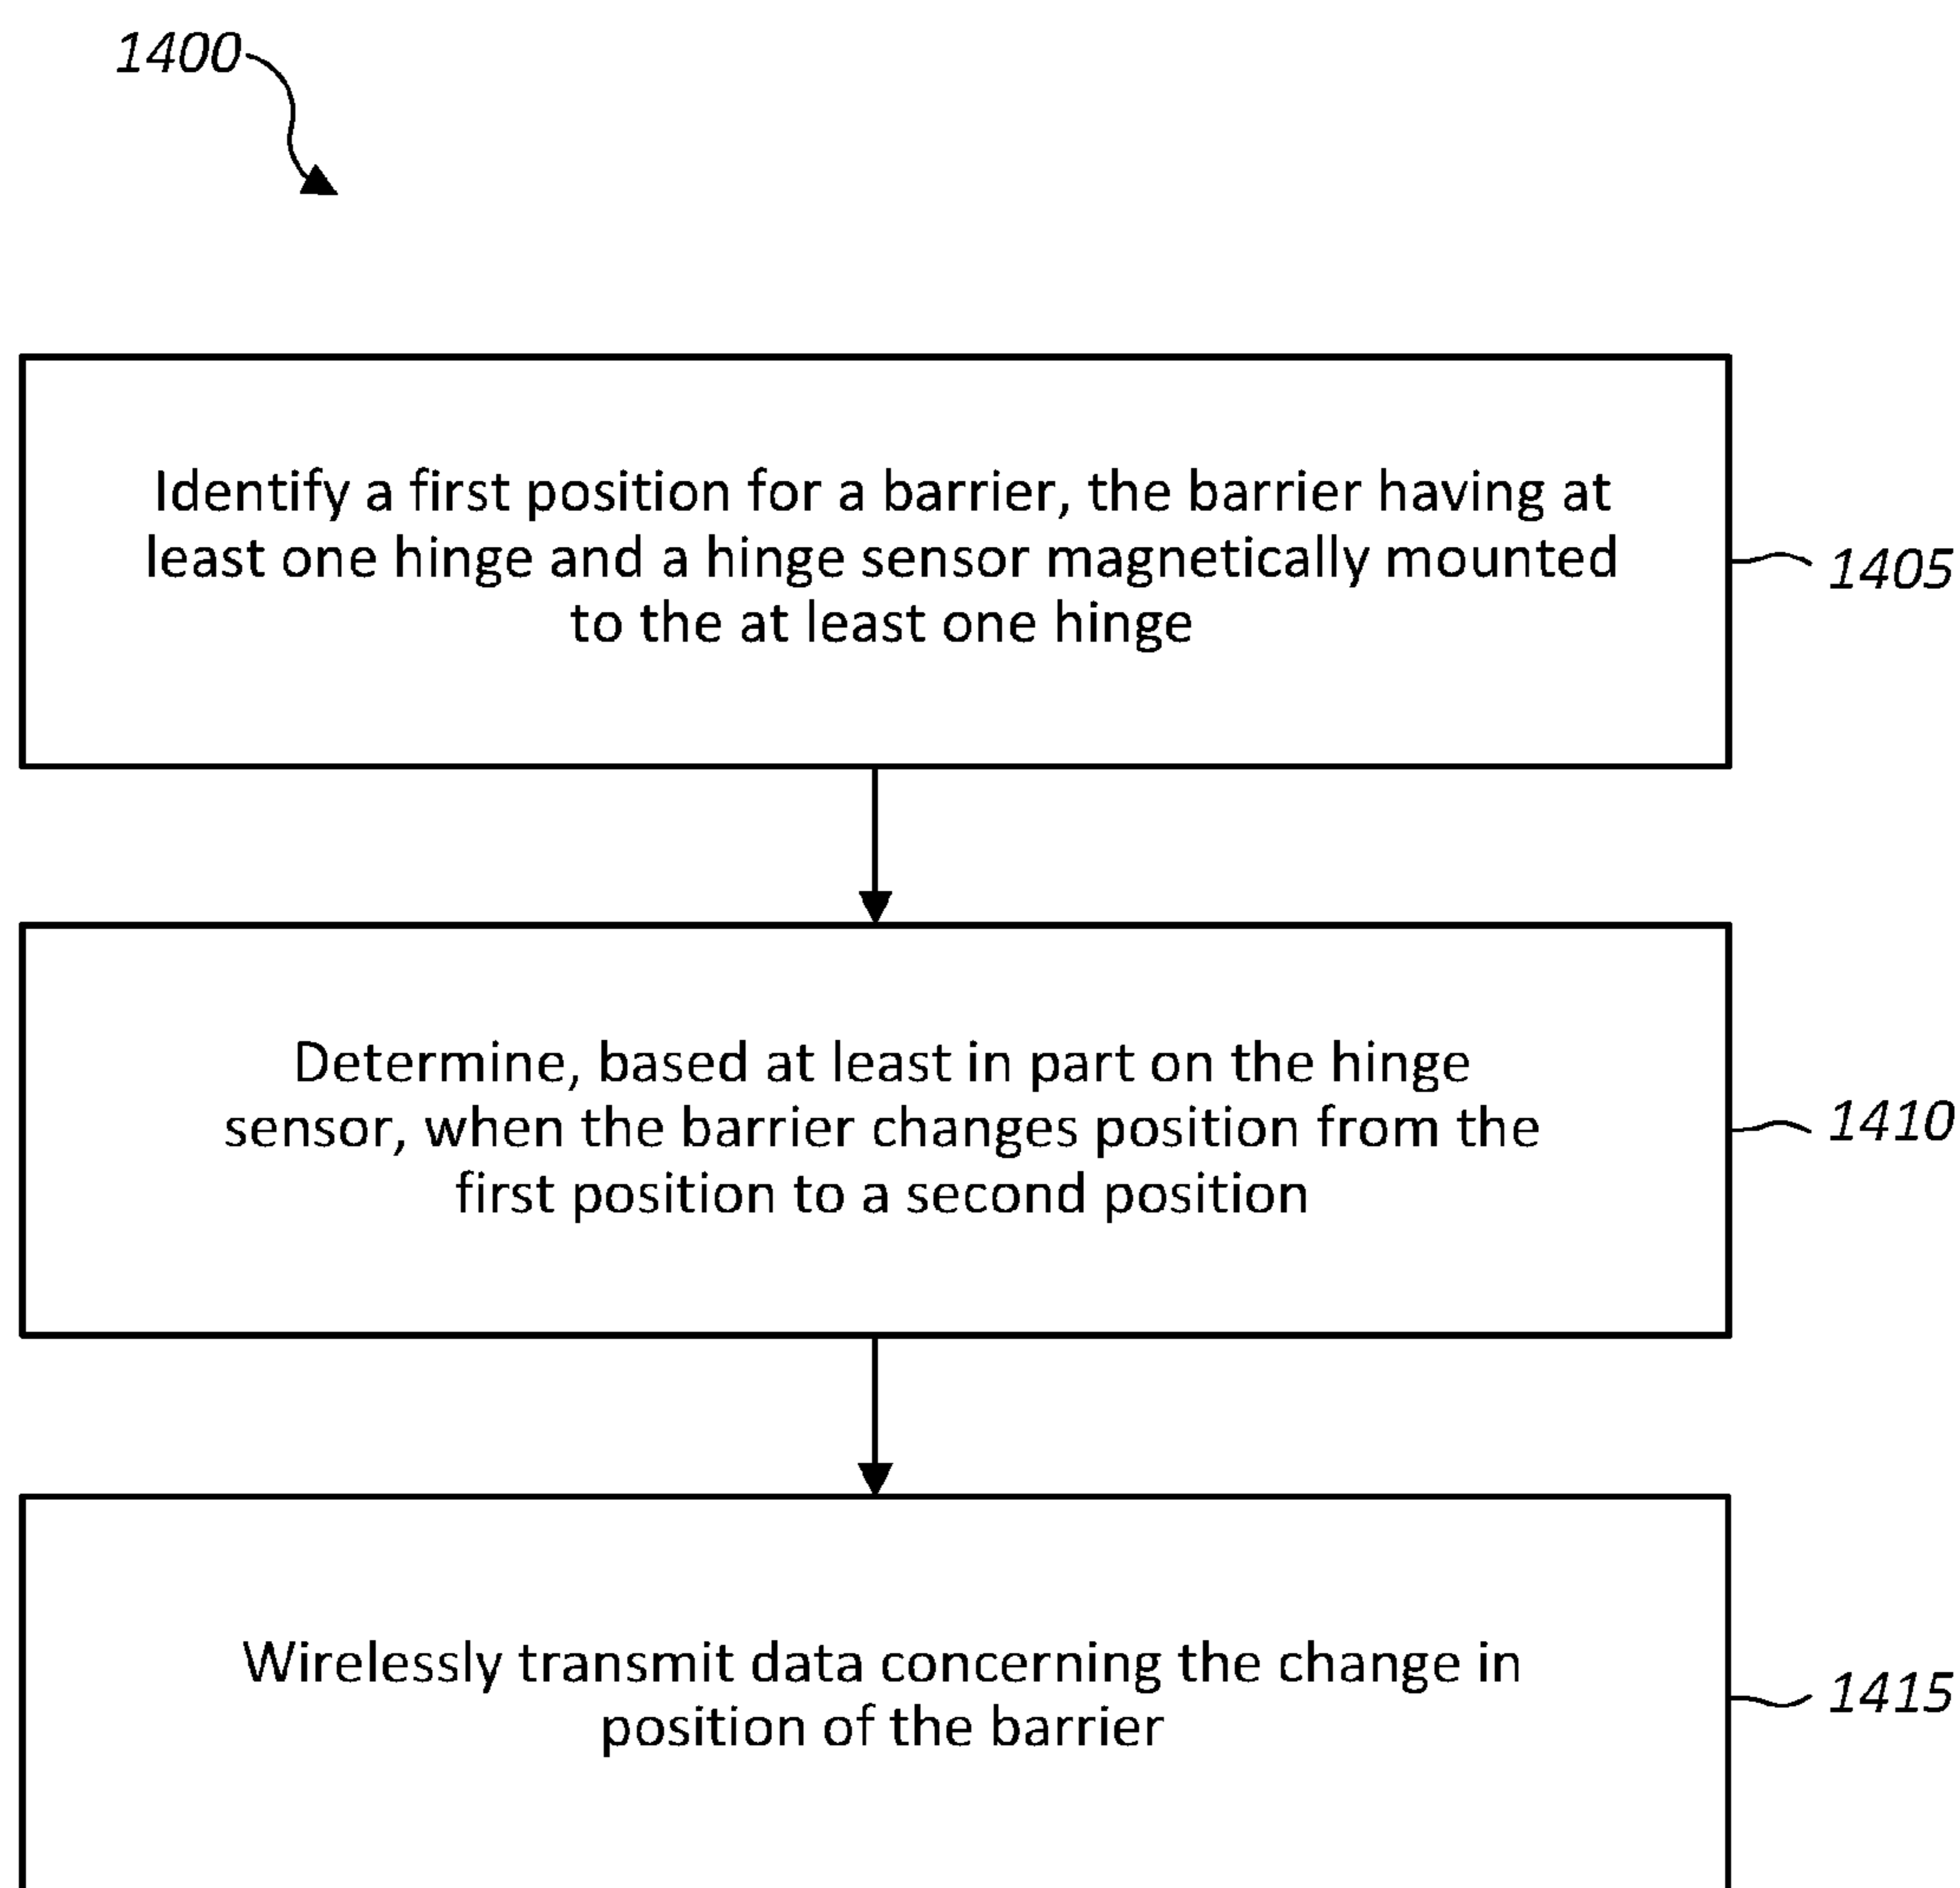 1400
Identify a first position for a barrier, the barrier having at
least one hinge and a hinge sensor magnetically mounted
to the at least one hinge
1405
Determine, based at least in part on the hinge
sensor, when the barrier changes position from the
first position to a second position
1410
Wirelessly transmit data concerning the change in
position of the barrier
1415